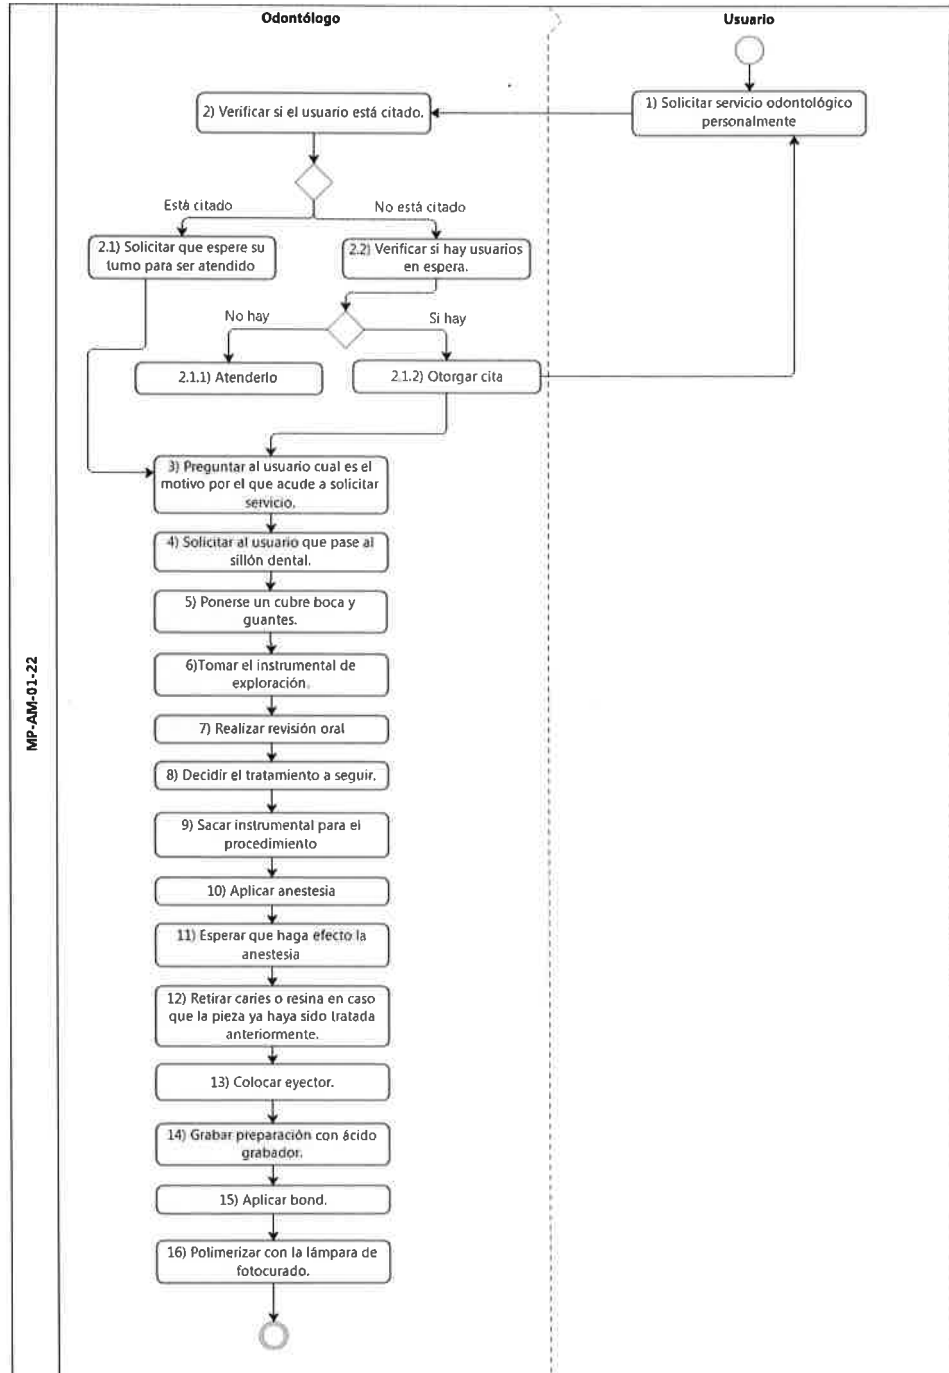 Odontólogo
Usuario
1) Solicitar servicio odontológico
personalmente
2) Verificar si el usuario está citado.
Está citado
No está citado
2.1) Solicitar que espere su
turno para ser atendido
2.2) Verificar si hay usuarios
en espera.
No hay
Si hay
2.1.1) Atenderlo
2.1.2) Otorgar cita
3) Preguntar al usuario cual es el
motivo por el que acude a solicitar
servicio.
4) Solicitar al usuario que pase al
sillón dental.
5) Ponerse un cubre boca y
guantes.
6)Tomar el instrumental de
exploración.
7) Realizar revisión oral
8) Decidir el tratamiento a seguir.
9) Sacar instrumental para el
procedimiento
10) Aplicar anestesia
11) Esperar que haga efecto la
anestesia
12) Retirar caries o resina en caso
que la pieza ya haya sido tratada
anteriormente.
13) Colocar eyector.
14) Grabar preparación con ácido
grabador.
15) Aplicar bond.
16) Polimerizar con la lámpara de
fotocurado.
MP-AM-01-22